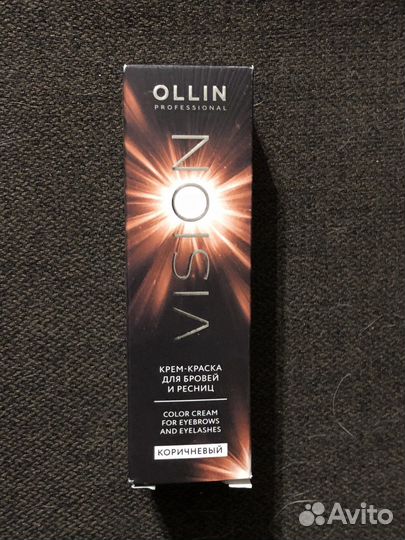 OLLIN
PROFESSIONAL
VISION
КРЕМ-КРАСКА
ДЛЯ БРОВЕЙ
И РЕСНИЦ
COLOR CREAM
FOR EYEBROWS
AND EYELASHES
КОРИЧНЕВЫЙ
Avito